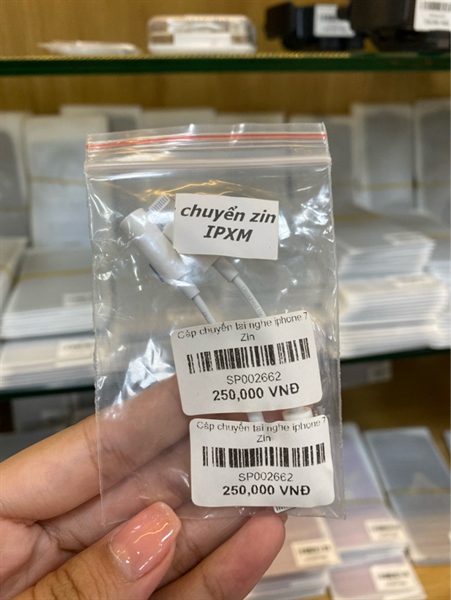 chuyển zin
IPXM
Cáp chuyển tai nghe iphone 7
Zin
SP002662
250,000 VNĐ
Cáp chuyển tai nghe iphone 7
Zin
SP002662
250,000 VNĐ